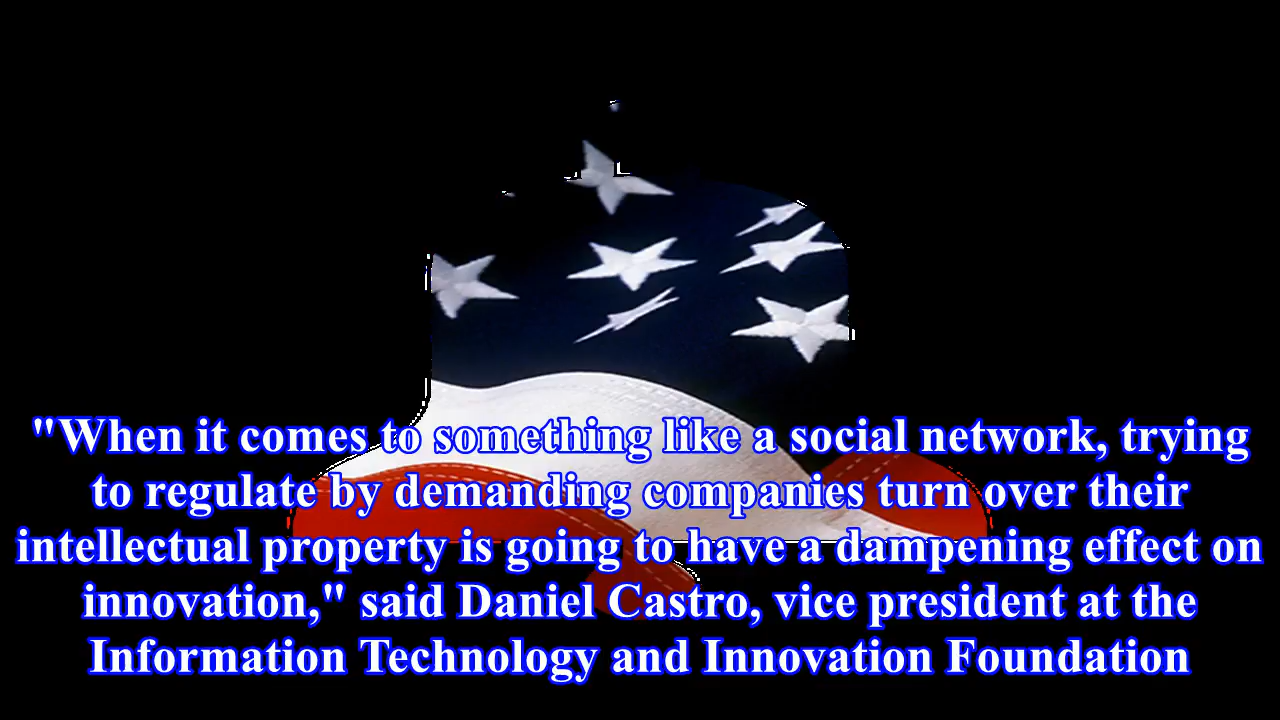 "When it comes to something like a social network, trying
to regulate by demanding companies turn over their
intellectual property is going to have a dampening effect on
innovation," said Daniel Castro, vice president at the
Information Technology and Innovation Foundation